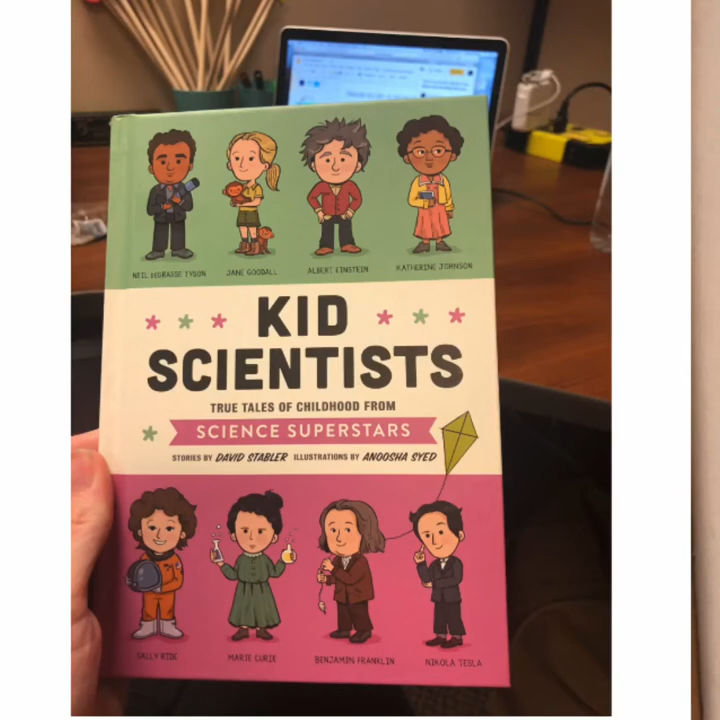 NEIL DEGRASSE TYSON JANE GOODALL ALBERT EINSTEIN KATHERINE JOHNSON
KID
SCIENTISTS
TRUE TALES OF CHILDHOOD FROM
SCIENCE SUPERSTARS
STORIES BY DAVID STABLER ILLUSTRATIONS BY ANOOSHA SYED
SALLY RIDE MARIE CURIE BENJAMIN FRANKLIN NIKOLA TESLA